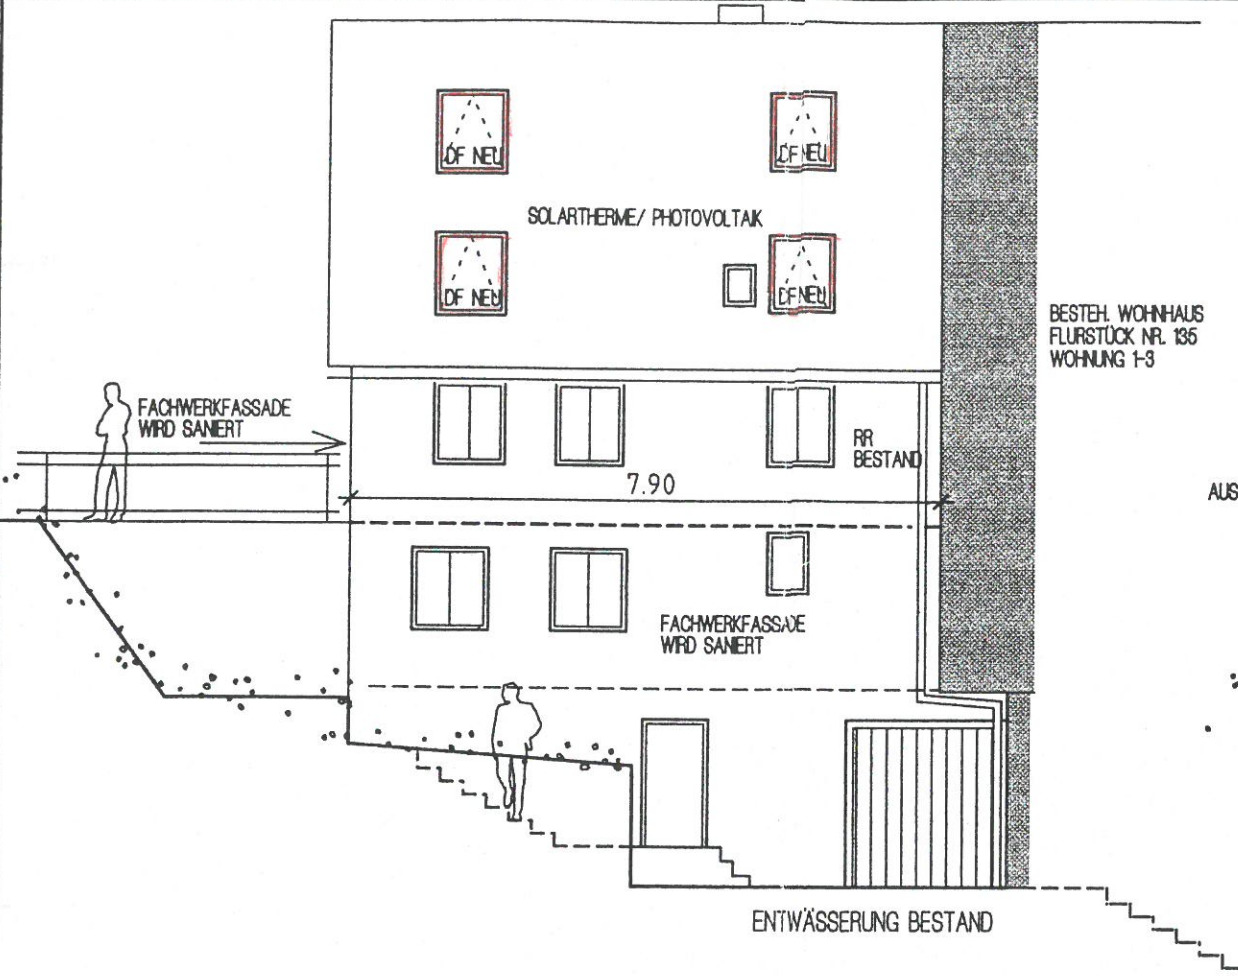 DF NEU
DF NEU
SOLARTHERME/ PHOTOVOLTAIK
DF NEU
DF NEU
BESTEH. WOHNHAUS
FLURSTÜCK NR. 135
WOHNUNG 1-3
FACHWERKFASSADE
WIRD SANIERT
RR
BESTAND
7.90
AUS
FACHWERKFASSADE
WIRD SANIERT
ENTWÄSSERUNG BESTAND